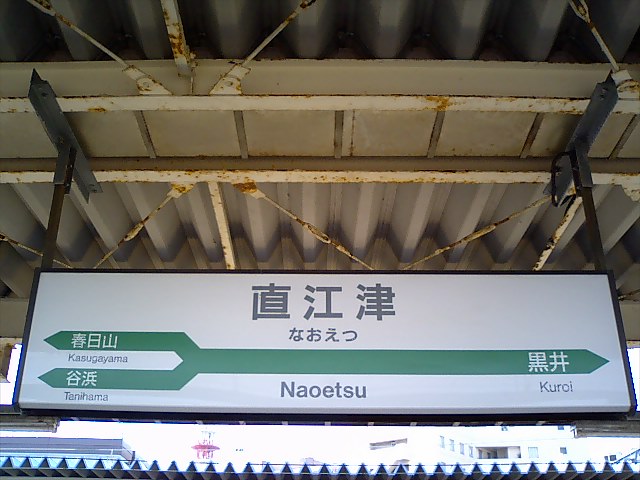 直江津
なおえつ
春日山
Kasugayama
谷浜
Tanihama
Naoetsu
黒井
Kuroi